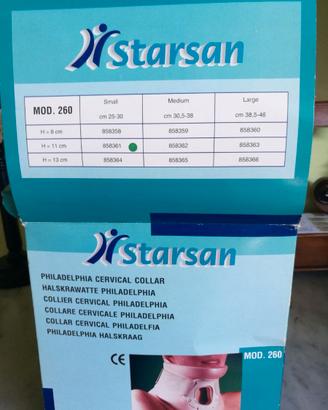 Starsan
MOD. 260 Small Medium Large
cm 25-30 cm 30,5-38 cm 38,5-46
H = 8 cm 858358 858359 858360
H = 11 cm 858361 858362 858363
H = 13 cm 858364 858365 858366
Starsan
PHILADELPHIA CERVICAL COLLAR
HALSKRAWATTE PHILADELPHIA
COLLIER CERVICAL PHILADELPHIA
COLLARE CERVICALE PHILADELPHIA
COLLAR CERVICAL PHILADELFIA
PHILADELPHIA HALSKRAAG
CE MOD. 260